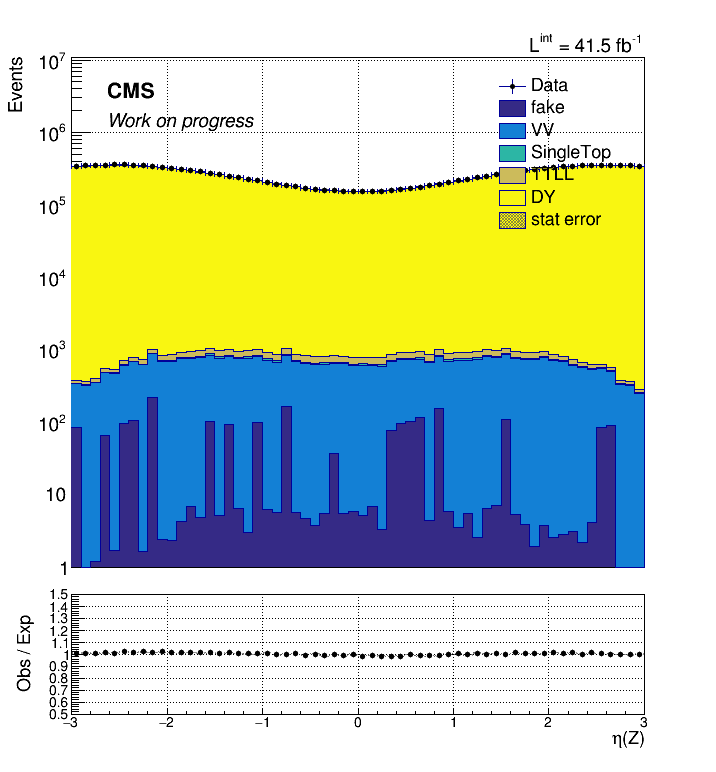 L^int = 41.5 fb^-1
Events
10^7
10^6
10^5
10^4
10^3
10^2
10
1
CMS
Work on progress
Data
fake
VV
SingleTop
TTLL
DY
stat error
Obs / Exp
1.5
1.4
1.3
1.2
1.1
1
0.9
0.8
0.7
0.6
0.5
−3 −2 −1 0 1 2 3
η(Z)